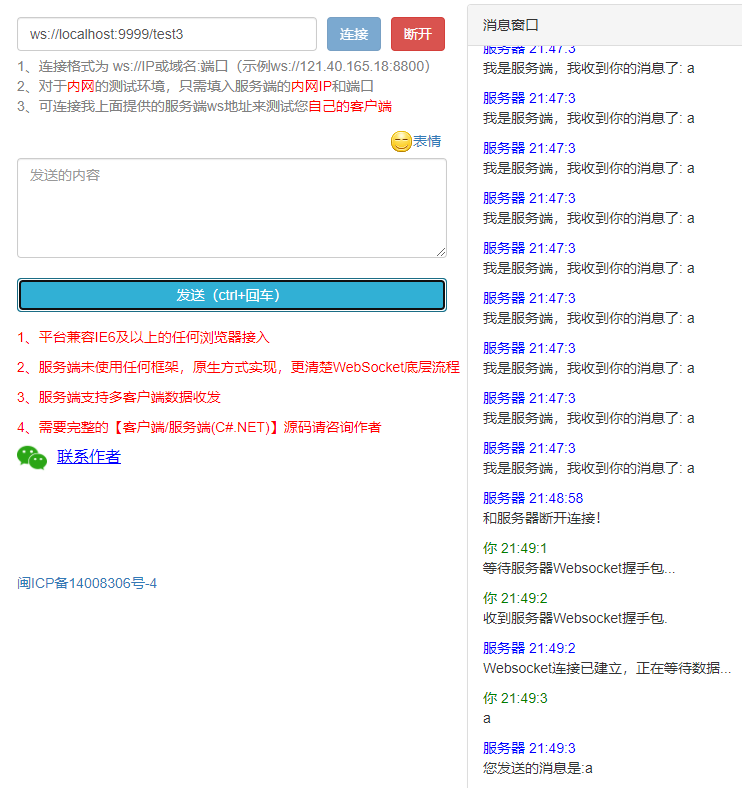 ws://localhost:9999/test3
连接
断开
1、连接格式为 ws://IP或域名:端口（示例ws://121.40.165.18:8800）
2、对于内网的测试环境，只需填入服务端的内网IP和端口
3、可连接我上面提供的服务端ws地址来测试您自己的客户端
表情
发送的内容
发送（ctrl+回车）
1、平台兼容IE6及以上的任何浏览器接入
2、服务端未使用任何框架，原生方式实现，更清楚WebSocket底层流程
3、服务端支持多客户端数据收发
4、需要完整的【客户端/服务端(C#.NET)】源码请咨询作者
联系作者
闽ICP备14008306号-4
消息窗口
服务器 21:47:3
我是服务端，我收到你的消息了: a
服务器 21:47:3
我是服务端，我收到你的消息了: a
服务器 21:47:3
我是服务端，我收到你的消息了: a
服务器 21:47:3
我是服务端，我收到你的消息了: a
服务器 21:47:3
我是服务端，我收到你的消息了: a
服务器 21:47:3
我是服务端，我收到你的消息了: a
服务器 21:47:3
我是服务端，我收到你的消息了: a
服务器 21:47:3
我是服务端，我收到你的消息了: a
服务器 21:47:3
我是服务端，我收到你的消息了: a
服务器 21:48:58
和服务器断开连接！
你 21:49:1
等待服务器Websocket握手包...
你 21:49:2
收到服务器Websocket握手包.
服务器 21:49:2
Websocket连接已建立，正在等待数据...
你 21:49:3
a
服务器 21:49:3
您发送的消息是:a